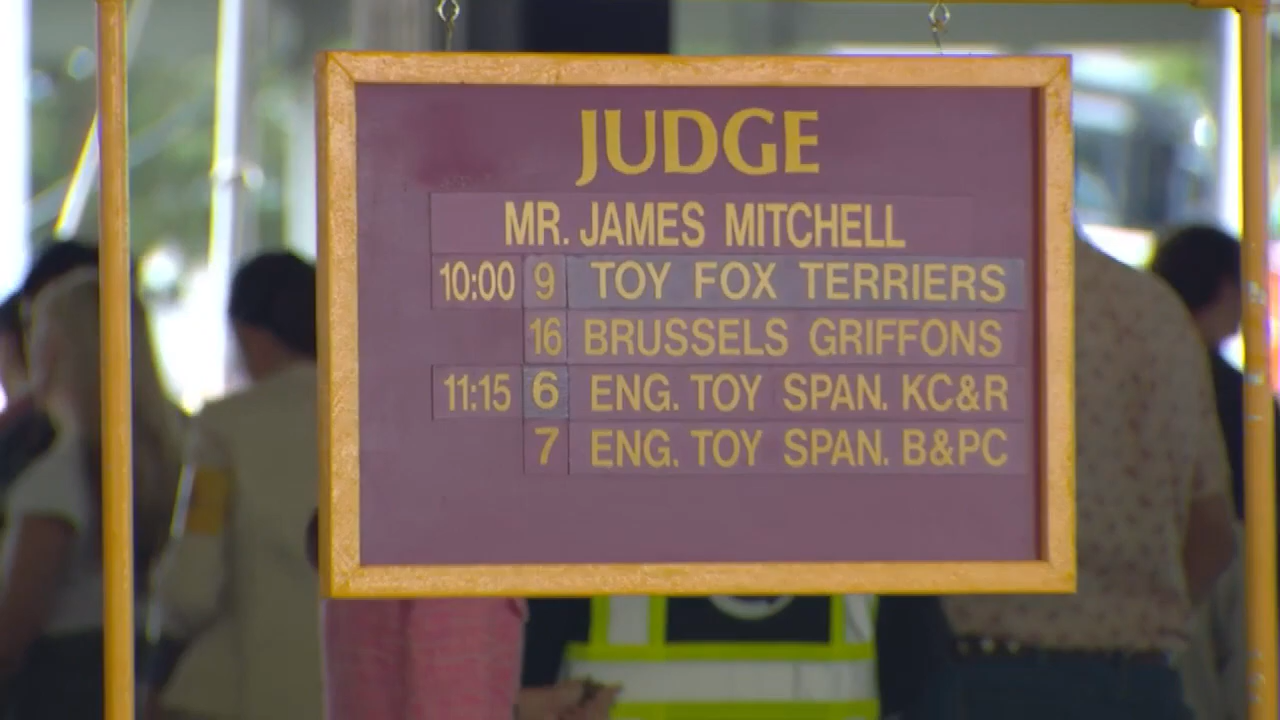 JUDGE
MR. JAMES MITCHELL
10:00 9 TOY FOX TERRIERS
16 BRUSSELS GRIFFONS
11:15 6 ENG. TOY SPAN. KC&R
7 ENG. TOY SPAN. B&PC